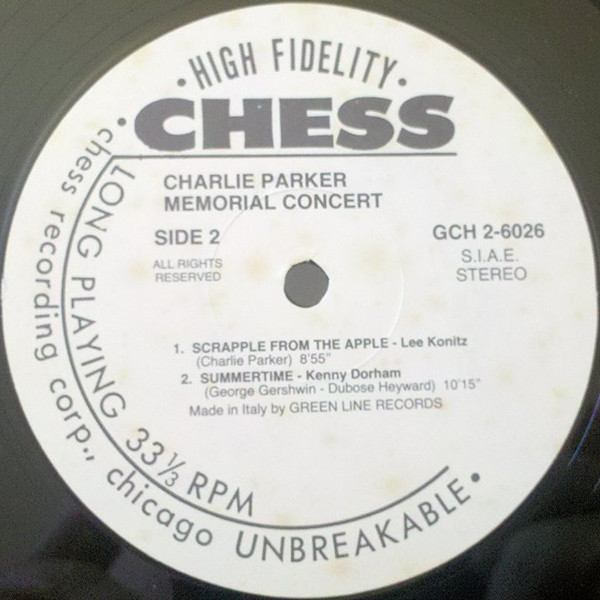 ·HIGH FIDELITY·
CHESS
CHARLIE PARKER
MEMORIAL CONCERT
SIDE 2
GCH 2-6026
ALL RIGHTS
RESERVED
S.I.A.E.
STEREO
1. SCRAPPLE FROM THE APPLE - Lee Konitz
(Charlie Parker) 8'55"
2. SUMMERTIME - Kenny Dorham
(George Gershwin - Dubose Heyward) 10'15"
Made in Italy by GREEN LINE RECORDS
LONG PLAYING 33⅓ RPM
·chess recording corp., chicago UNBREAKABLE·